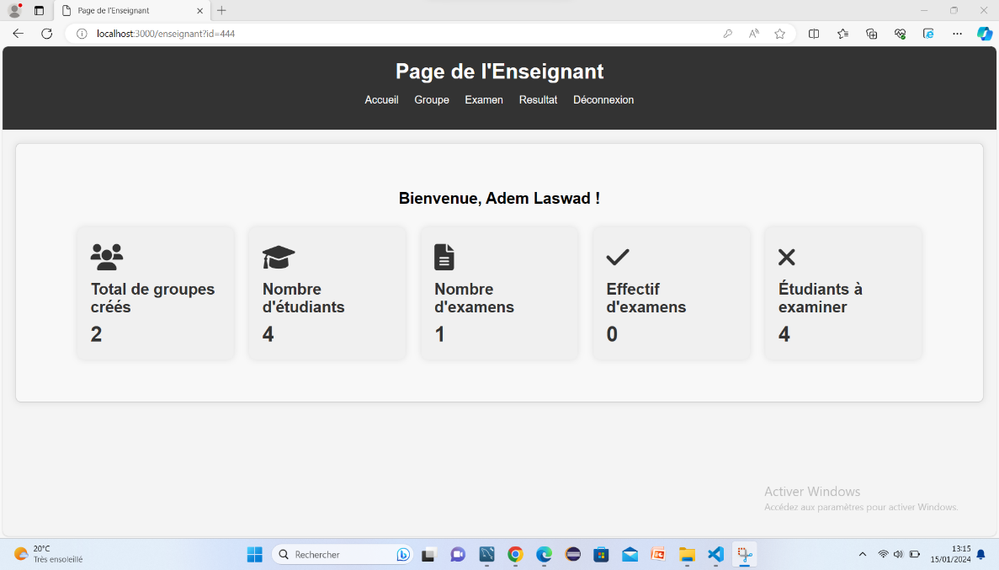 Page de l'Enseignant
localhost:3000/enseignant?id=444
Page de l'Enseignant
Accueil Groupe Examen Resultat Déconnexion
Bienvenue, Adem Laswad !
Total de groupes
créés
2
Nombre
d'étudiants
4
Nombre
d'examens
1
Effectif
d'examens
0
Étudiants à
examiner
4
Activer Windows
Accédez aux paramètres pour activer Windows.
20°C
Très ensoleillé
Rechercher
13:15
15/01/2024